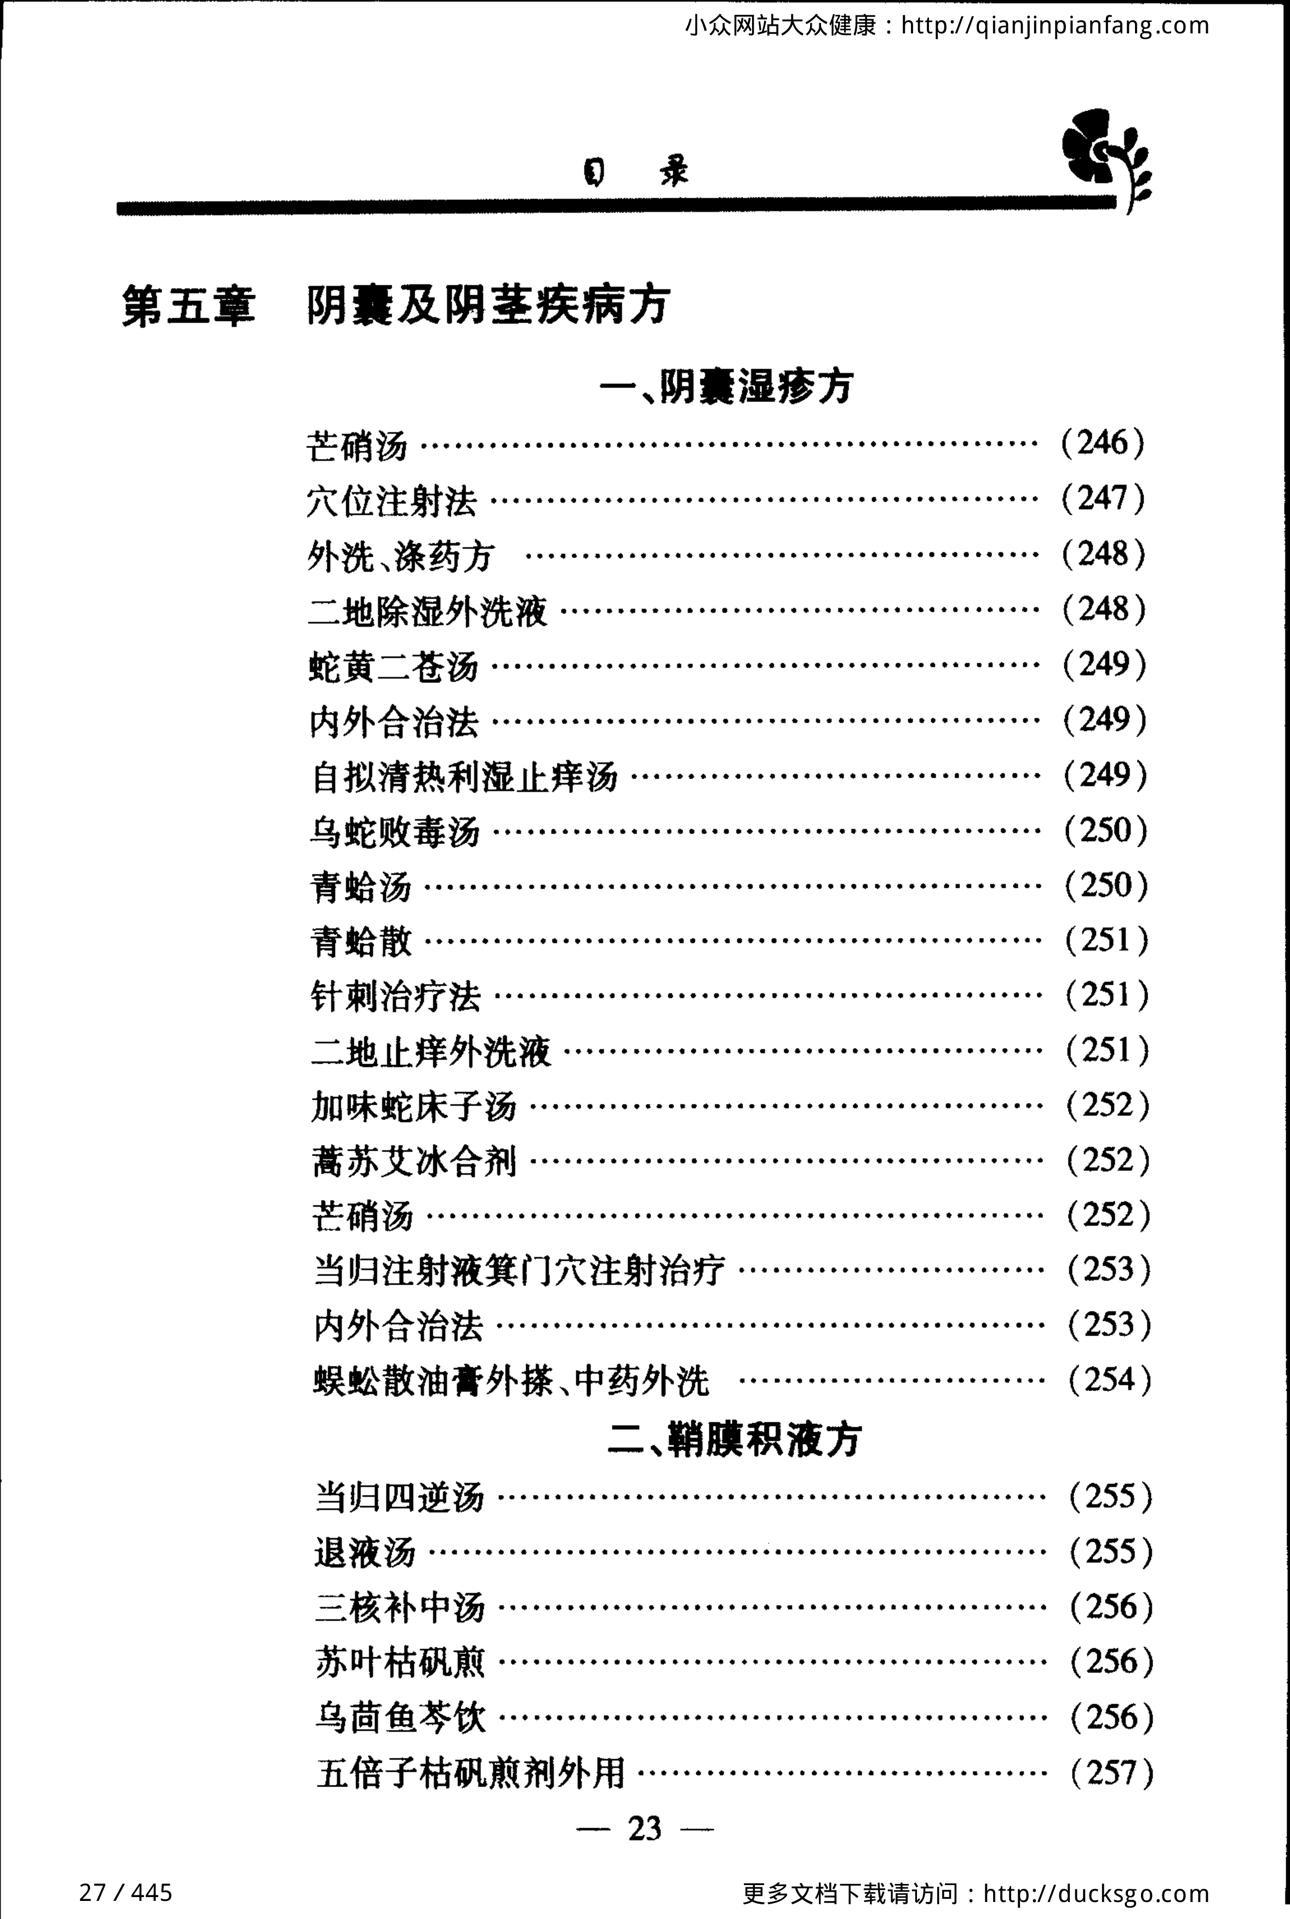 小众网站大众健康：http://qianjinpianfang.com
目 录
第五章 阴囊及阴茎疾病方
一、阴囊湿疹方
芒硝汤 …………………………………………… (246)
穴位注射法 …………………………………………… (247)
外洗、涤药方 …………………………………………… (248)
二地除湿外洗液 …………………………………………… (248)
蛇黄二苍汤 …………………………………………… (249)
内外合治法 …………………………………………… (249)
自拟清热利湿止痒汤 …………………………………………… (249)
乌蛇败毒汤 …………………………………………… (250)
青蛤汤 …………………………………………… (250)
青蛤散 …………………………………………… (251)
针刺治疗法 …………………………………………… (251)
二地止痒外洗液 …………………………………………… (251)
加味蛇床子汤 …………………………………………… (252)
蒿苏艾冰合剂 …………………………………………… (252)
芒硝汤 …………………………………………… (252)
当归注射液箕门穴注射治疗 …………………………………………… (253)
内外合治法 …………………………………………… (253)
蜈蚣散油膏外搽、中药外洗 …………………………………………… (254)
二、鞘膜积液方
当归四逆汤 …………………………………………… (255)
退液汤 …………………………………………… (255)
三核补中汤 …………………………………………… (256)
苏叶枯矾煎 …………………………………………… (256)
乌茴鱼芩饮 …………………………………………… (256)
五倍子枯矾煎剂外用 …………………………………………… (257)
— 23 —
27 / 445
更多文档下载请访问：http://ducksgo.com